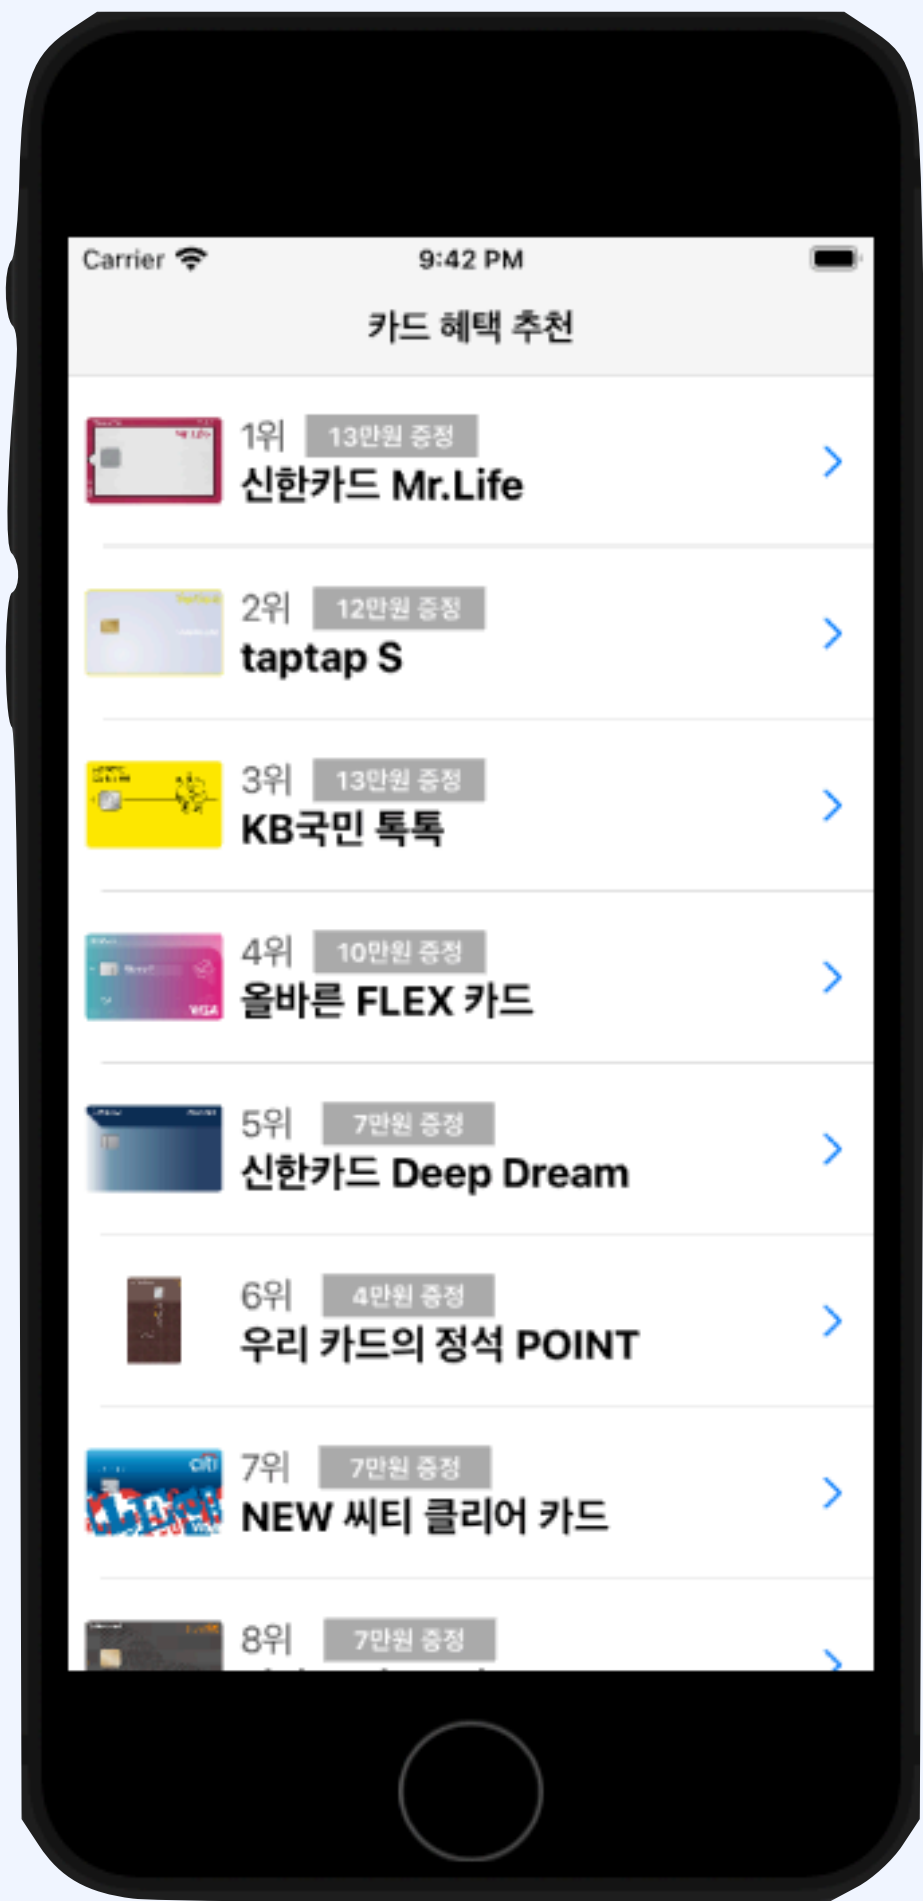 Carrier 9:42 PM
카드 혜택 추천
1위 13만원 증정
신한카드 Mr.Life
2위 12만원 증정
taptap S
3위 13만원 증정
KB국민 톡톡
4위 10만원 증정
올바른 FLEX 카드
VISA
5위 7만원 증정
신한카드 Deep Dream
6위 4만원 증정
우리 카드의 정석 POINT
citi
7위 7만원 증정
NEW 씨티 클리어 카드
8위 7만원 증정